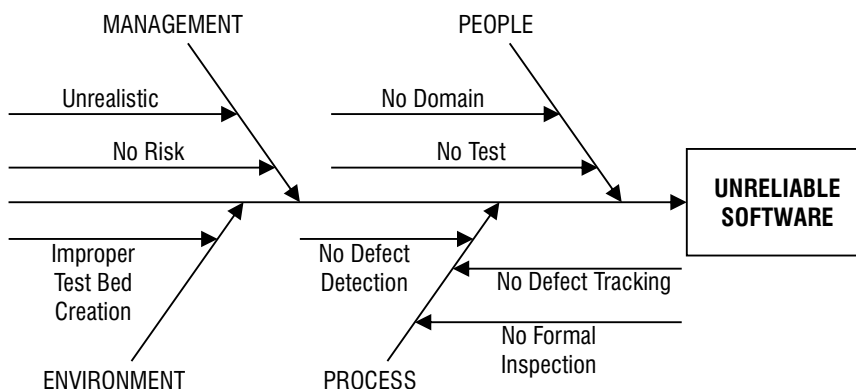 MANAGEMENT
PEOPLE
Unrealistic
No Domain
No Risk
No Test
UNRELIABLE
SOFTWARE
Improper
Test Bed
Creation
No Defect
Detection
No Defect Tracking
No Formal
Inspection
ENVIRONMENT
PROCESS